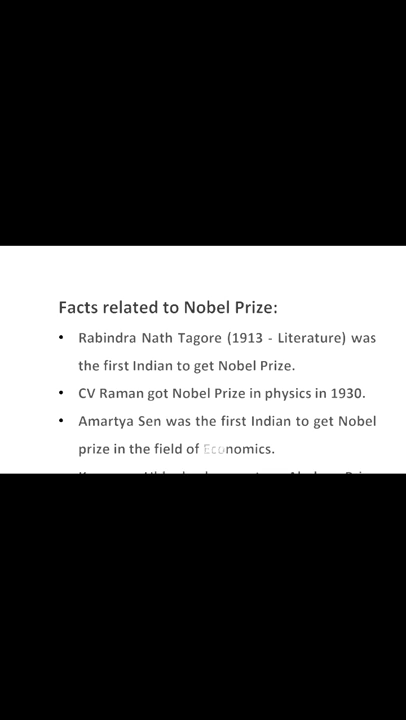 Facts related to Nobel Prize:
• Rabindra Nath Tagore (1913 - Literature) was
the first Indian to get Nobel Prize.
• CV Raman got Nobel Prize in physics in 1930.
• Amartya Sen was the first Indian to get Nobel
prize in the field of Economics.